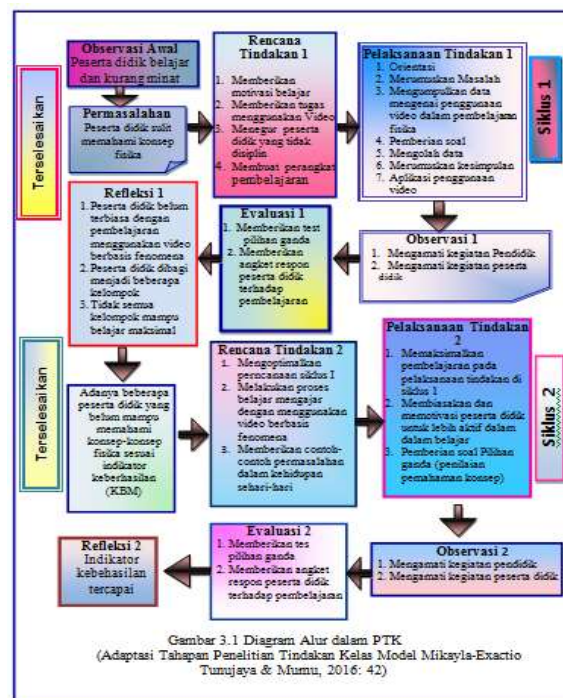 Observasi Awal
Peserta didik belajar
dan kurang minat
Permasalahan
Peserta didik sulit
memahami konsep
fisika
Rencana
Tindakan 1
1. Memberikan
motivasi belajar
2. Memberikan tugas
menggunakan Video
3. Menegur peserta
didik yang tidak
disiplin
4. Membuat perangkat
pembelajaran
Pelaksanaan Tindakan 1
1. Orientasi
2. Merumuskan Masalah
3. Mengumpulkan data
mengenai penggunaan
video dalam pembelajaran
fisika
4. Pemberian soal
5. Mengolah data
6. Merumuskan kesimpulan
7. Aplikasi penggunaan
video
Siklus 1
Terselesaikan
Observasi 1
1. Mengamati kegiatan Pendidik
2. Mengamati kegiatan peserta
didik
Evaluasi 1
1. Memberikan test
pilihan ganda
2. Memberikan
angket respon
peserta didik
terhadap
pembelajaran
Refleksi 1
1. Peserta didik belum
terbiasa dengan
pembelajaran
menggunakan video
berbasis fenomena
2. Peserta didik dibagi
menjadi beberapa
kelompok
3. Tidak semua
kelompok mampu
belajar maksimal
Terselesaikan
Adanya beberapa
peserta didik yang
belum mampu
memahami
konsep-konsep
fisika sesuai
indikator
keberhasilan
(KBM)
Rencana Tindakan 2
1. Mengoptimalkan
perncanaan siklus I
2. Melakukan proses
belajar mengajar
dengan menggunakan
video berbasis
fenomena
3. Memberikan contoh-
contoh permasalahan
dalam kehidupan
sehari-hari
Pelaksanaan Tindakan
2
1. Memaksimalkan
pembelajaran pada
pelaksanaan tindakan di
siklus 1
2. Membiasakan dan
memotivasi peserta didik
untuk lebih aktif dalam
dalam belajar
3. Pemberian soal Pilihan
ganda (penilaian
pemahaman konsep)
Siklus 2
Observasi 2
1. Mengamati kegiatan pendidik
2. Mengamati kegiatan peserta didik
Evaluasi 2
1. Memberikan tes
pilihan ganda
2. Memberikan angket
respon peserta didik
terhadap pembelajaran
Refleksi 2
Indikator
kebehasilan
tercapai
Gambar 3.1 Diagram Alur dalam PTK
(Adaptasi Tahapan Penelitian Tindakan Kelas Model Mikayla-Exactio
Tunujaya & Mumu, 2016: 42)